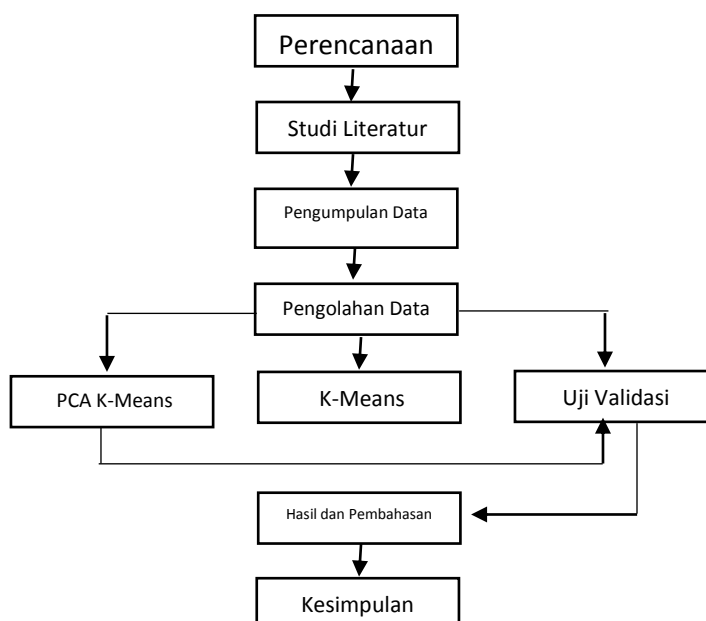 Perencanaan
Studi Literatur
Pengumpulan Data
Pengolahan Data
PCA K-Means
K-Means
Uji Validasi
Hasil dan Pembahasan
Kesimpulan